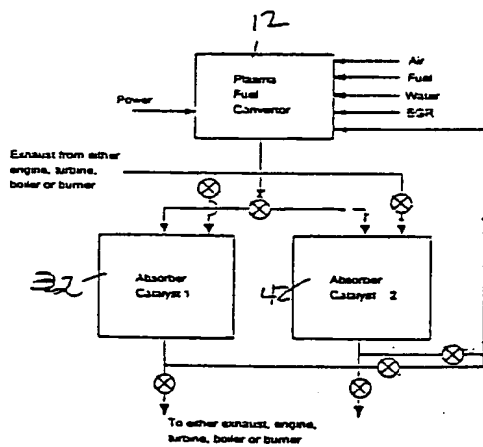 12
Plasma
Fuel
Convertor
Air
Fuel
Water
EGR
Power
Exhaust from either
engine, turbine,
boiler or burner
32
Absorber
Catalyst 1
42
Absorber
Catalyst 2
To either exhaust, engine,
turbine, boiler or burner